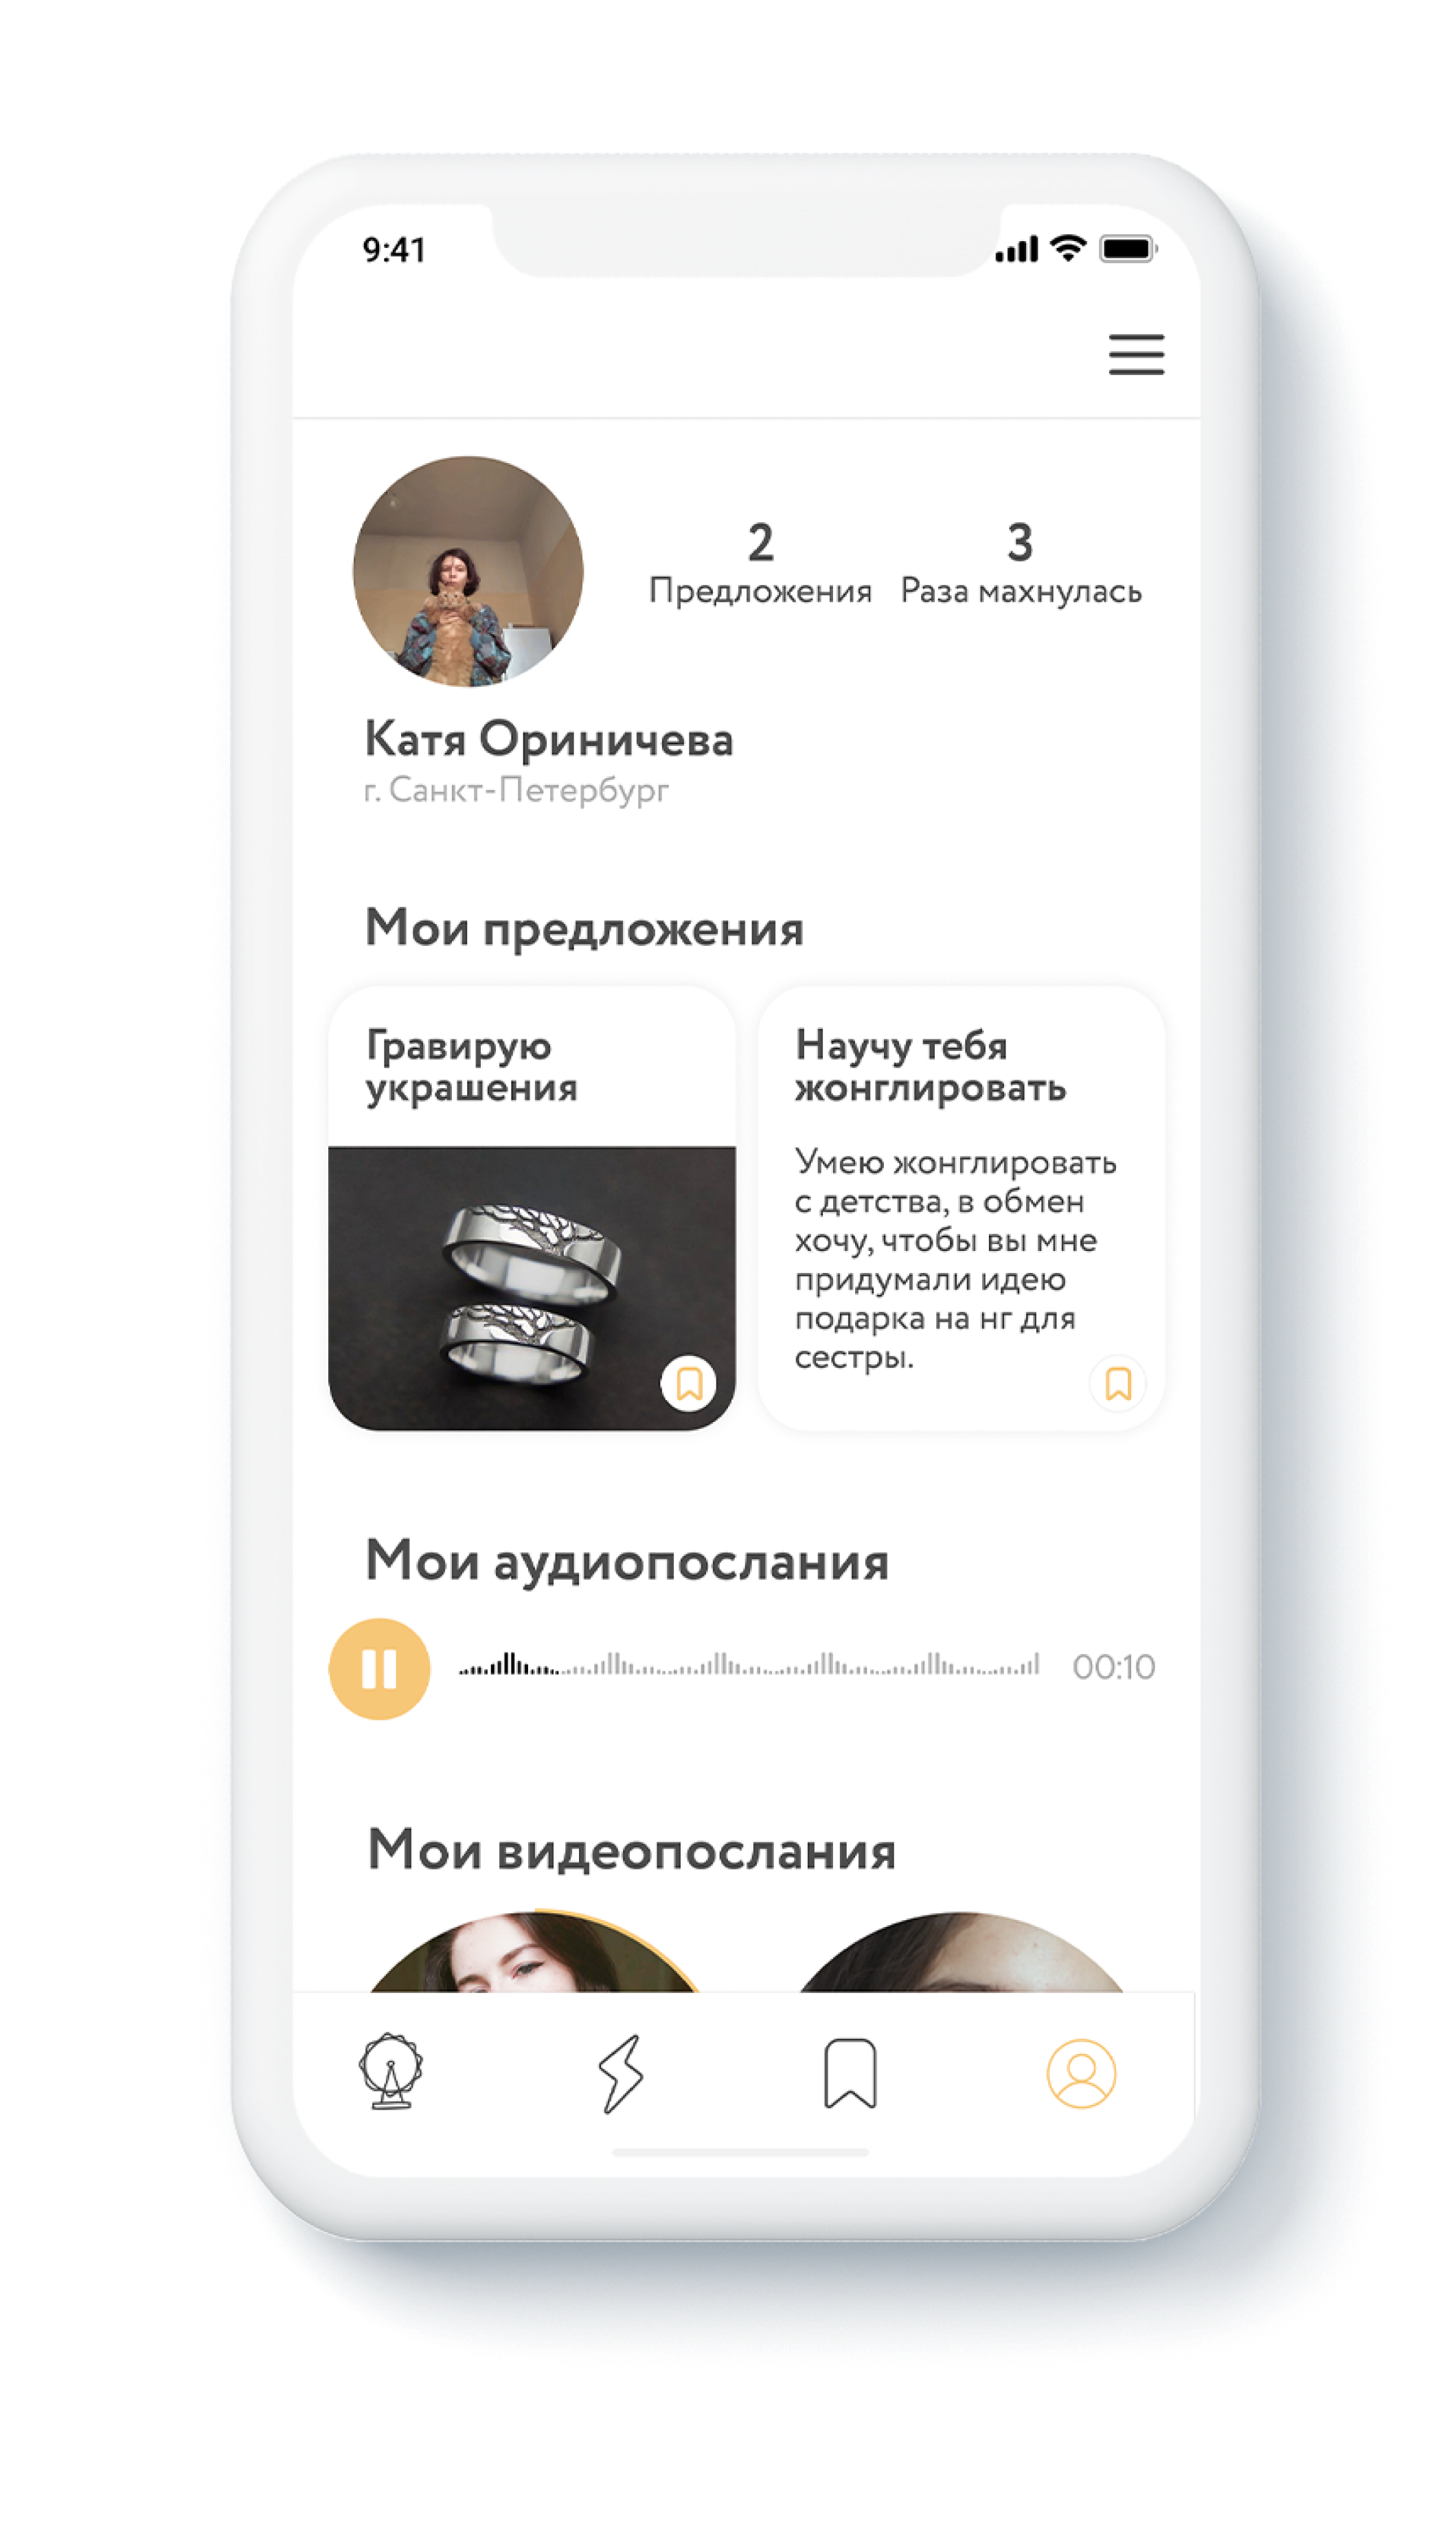 9:41
2
Предложения
3
Раза махнулась
Катя Ориничева
г. Санкт-Петербург
Мои предложения
Гравирую
украшения
Научу тебя
жонглировать
Умею жонглировать
с детства, в обмен
хочу, чтобы вы мне
придумали идею
подарка на нг для
сестры.
Мои аудиопослания
00:10
Мои видеопослания